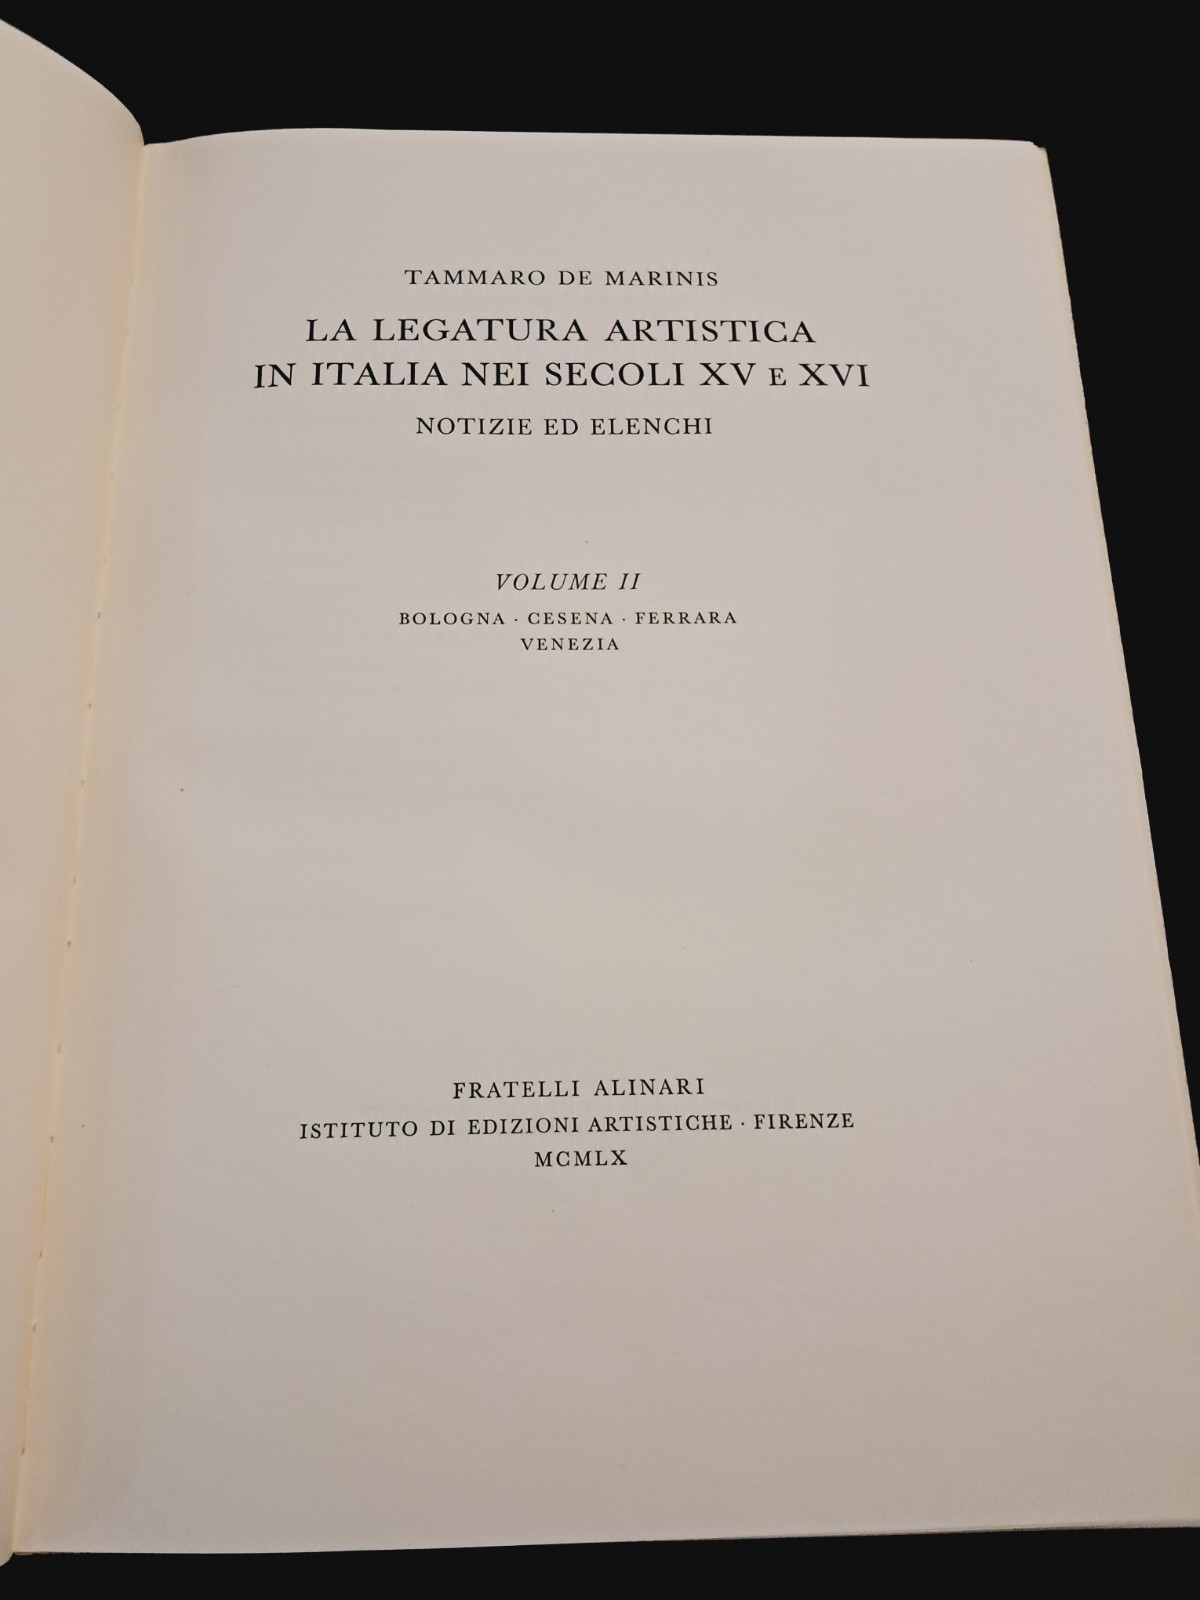 TAMMARO DE MARINIS
LA LEGATURA ARTISTICA
IN ITALIA NEI SECOLI XV E XVI
NOTIZIE ED ELENCHI
VOLUME II
BOLOGNA · CESENA · FERRARA
VENEZIA
FRATELLI ALINARI
ISTITUTO DI EDIZIONI ARTISTICHE · FIRENZE
MCMLX